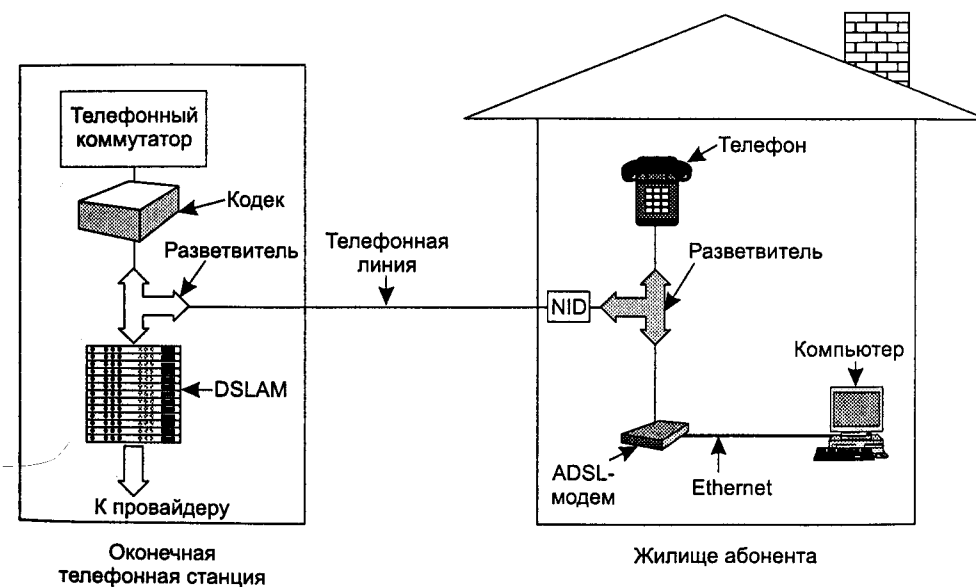 Телефонный
коммутатор
Кодек
Разветвитель
Телефонная
линия
DSLAM
К провайдеру
Оконечная
телефонная станция
Телефон
Разветвитель
NID
Компьютер
ADSL-
модем
Ethernet
Жилище абонента